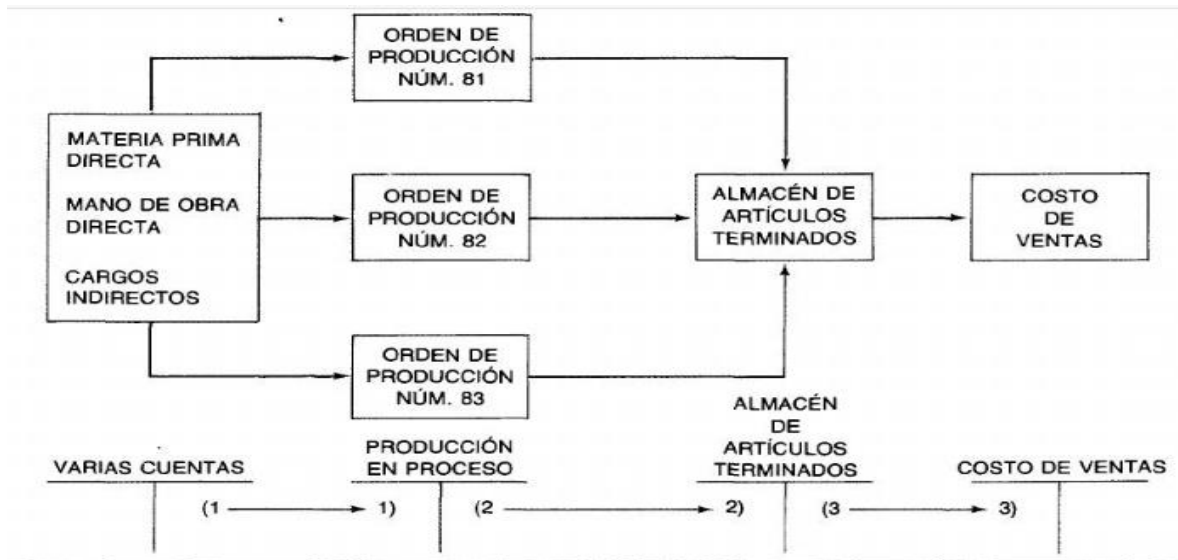 ORDEN DE
PRODUCCIÓN
NÚM. 81
MATERIA PRIMA
DIRECTA
MANO DE OBRA
DIRECTA
CARGOS
INDIRECTOS
ORDEN DE
PRODUCCIÓN
NÚM. 82
ALMACÉN DE
ARTÍCULOS
TERMINADOS
COSTO
DE
VENTAS
ORDEN DE
PRODUCCIÓN
NÚM. 83
VARIAS CUENTAS
PRODUCCIÓN
EN PROCESO
ALMACÉN
DE
ARTÍCULOS
TERMINADOS
COSTO DE VENTAS
(1 1) (2 2) (3 3)